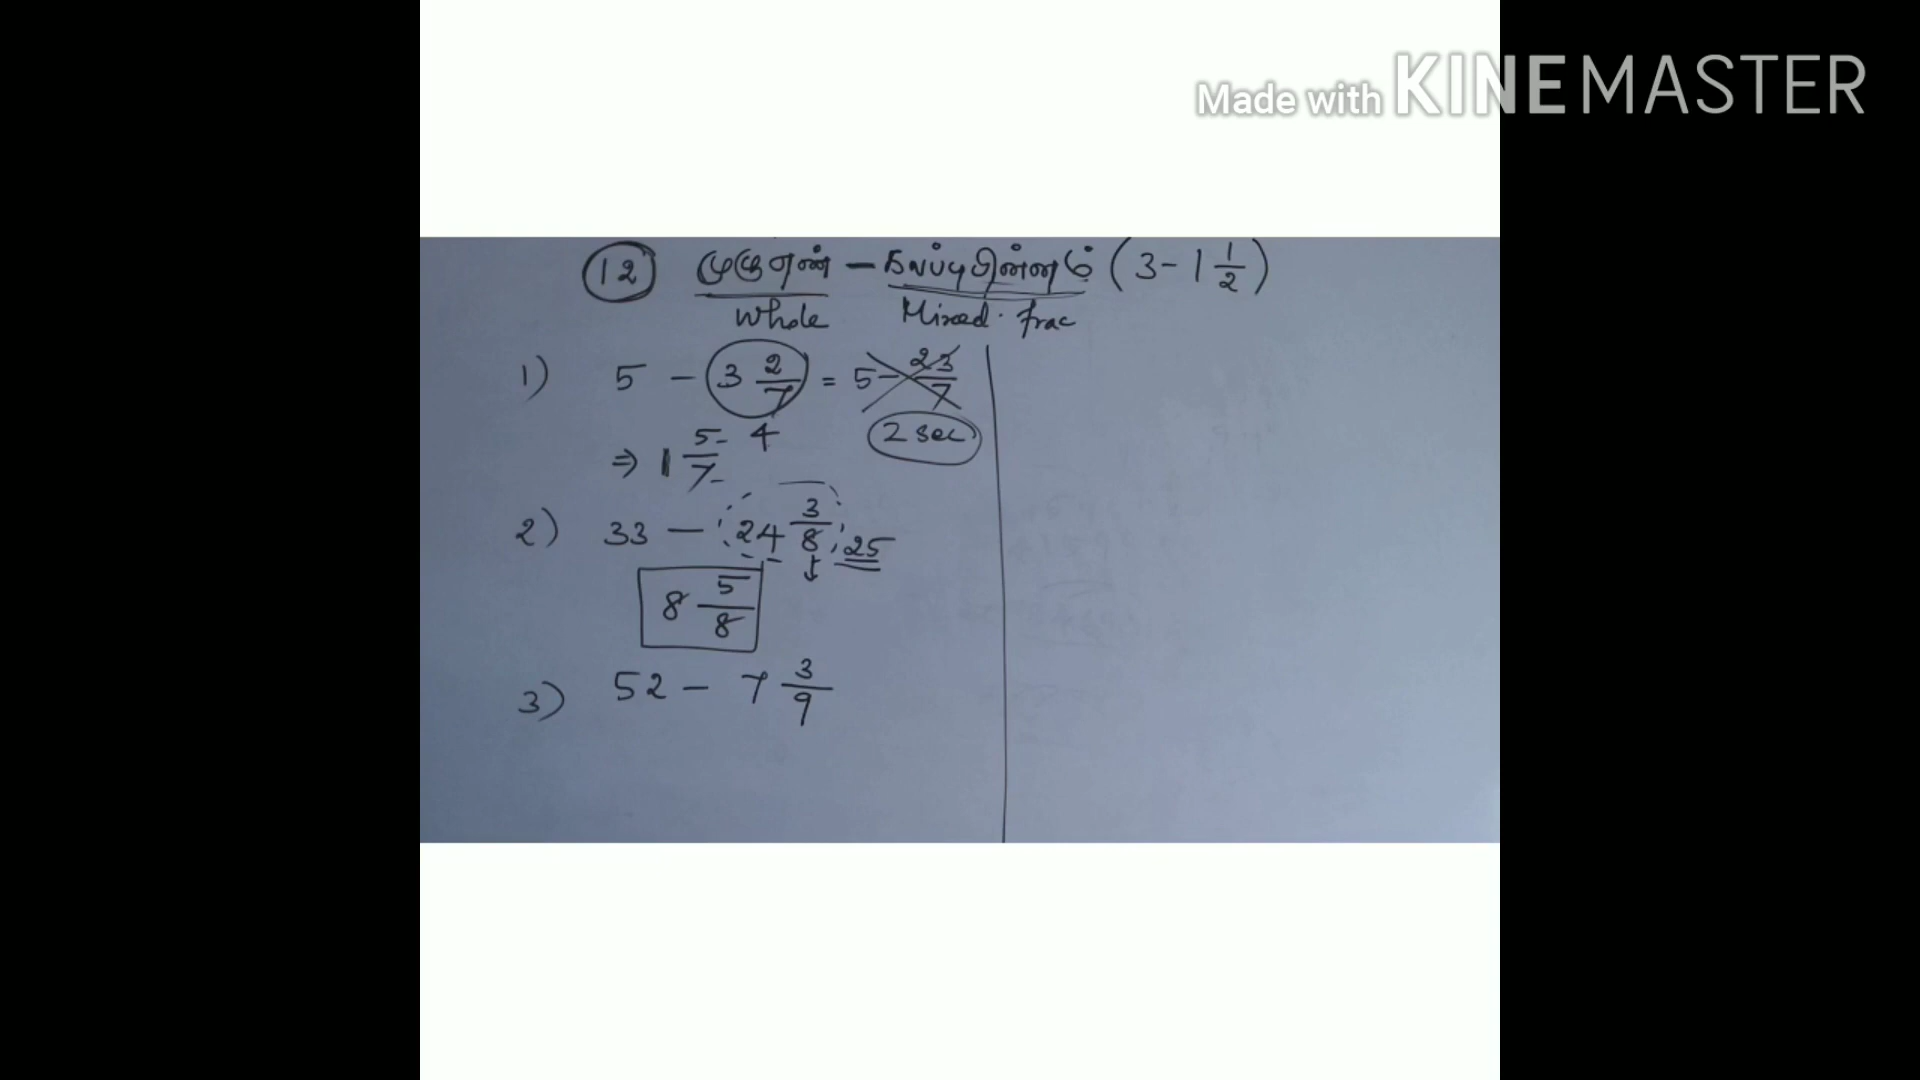 Made with KINEMASTER
12 முழுஎண் - கலப்புபின்னம் (3 - 1 1/2)
Whole Mixed. frac
1) 5 - 3 2/7 = 5 - 23/7
⇒ 1 5/7 4 2 sec
2) 33 - 24 3/8 25
8 5/8
3) 52 - 7 3/9